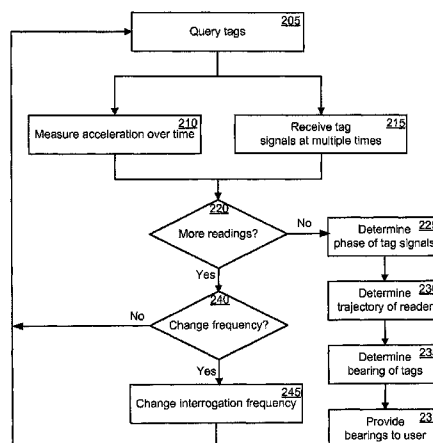 205
Query tags
210
Measure acceleration over time
215
Receive tag
signals at multiple times
220
More readings?
No
Yes
225
Determine
phase of tag signals
230
Determine
trajectory of reader
240
Change frequency?
No
Yes
Determine
bearing of tags
245
Change interrogation frequency
Provide
bearings to user